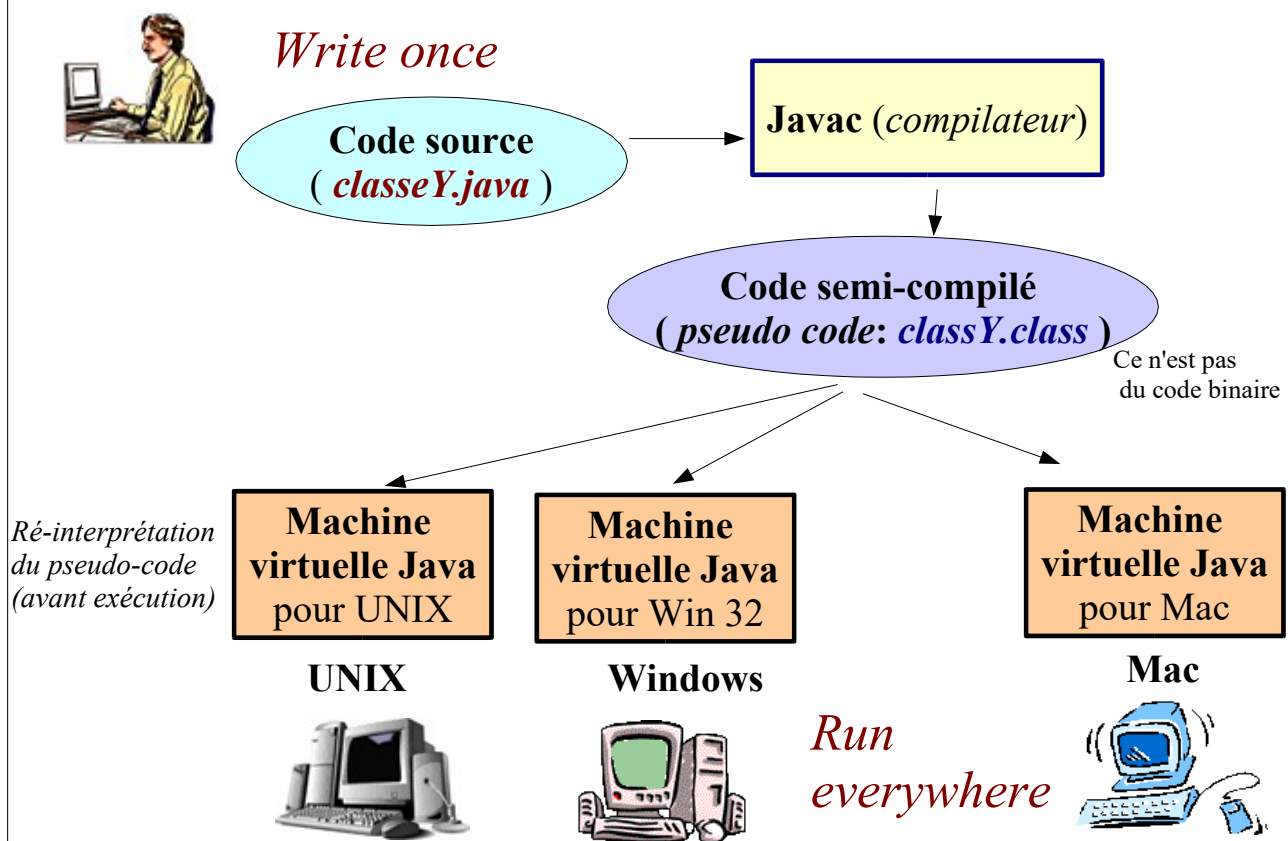 Write once
Javac (compilateur)
Code source
( classeY.java )
Code semi-compilé
( pseudo code: classY.class )
Ce n'est pas
du code binaire
Ré-interprétation
du pseudo-code
(avant exécution)
Machine
virtuelle Java
pour UNIX
Machine
virtuelle Java
pour Win 32
Machine
virtuelle Java
pour Mac
UNIX
Windows
Mac
Run
everywhere